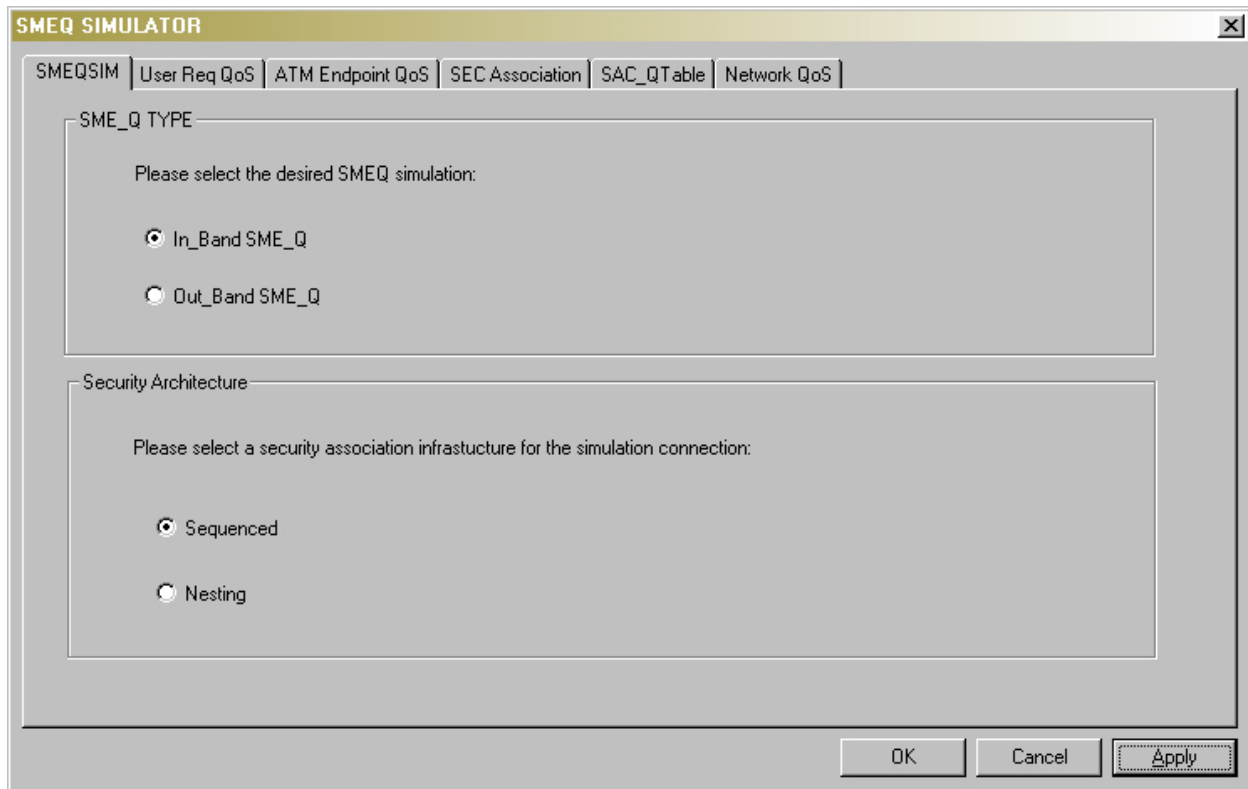 SMEQ SIMULATOR
SMEQSIM User Req QoS ATM Endpoint QoS SEC Association SAC_QTable Network QoS
SME_Q TYPE
Please select the desired SMEQ simulation:
In_Band SME_Q
Out_Band SME_Q
Security Architecture
Please select a security association infrastucture for the simulation connection:
Sequenced
Nesting
OK Cancel Apply